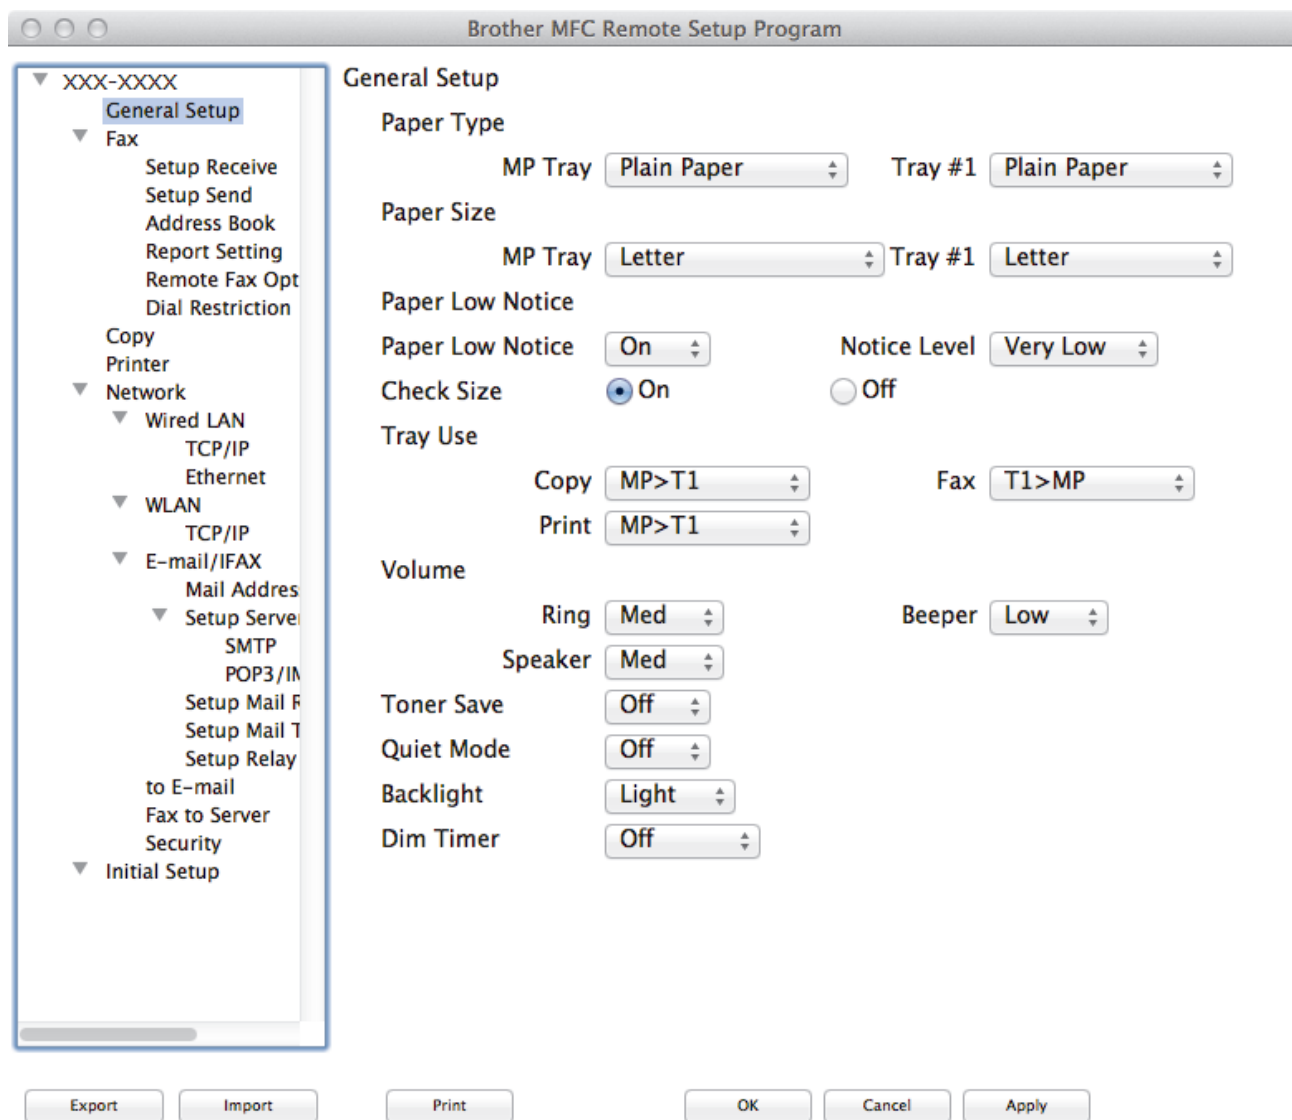 Brother MFC Remote Setup Program
XXX-XXXX
General Setup
Fax
Setup Receive
Setup Send
Address Book
Report Setting
Remote Fax Opt
Dial Restriction
Copy
Printer
Network
Wired LAN
TCP/IP
Ethernet
WLAN
TCP/IP
E-mail/IFAX
Mail Addres
Setup Server
SMTP
POP3/IM
Setup Mail R
Setup Mail T
Setup Relay
to E-mail
Fax to Server
Security
Initial Setup
General Setup
Paper Type
MP Tray Plain Paper Tray #1 Plain Paper
Paper Size
MP Tray Letter Tray #1 Letter
Paper Low Notice
Paper Low Notice On Notice Level Very Low
Check Size On Off
Tray Use
Copy MP>T1 Fax T1>MP
Print MP>T1
Volume
Ring Med Beeper Low
Speaker Med
Toner Save Off
Quiet Mode Off
Backlight Light
Dim Timer Off
Export Import Print OK Cancel Apply